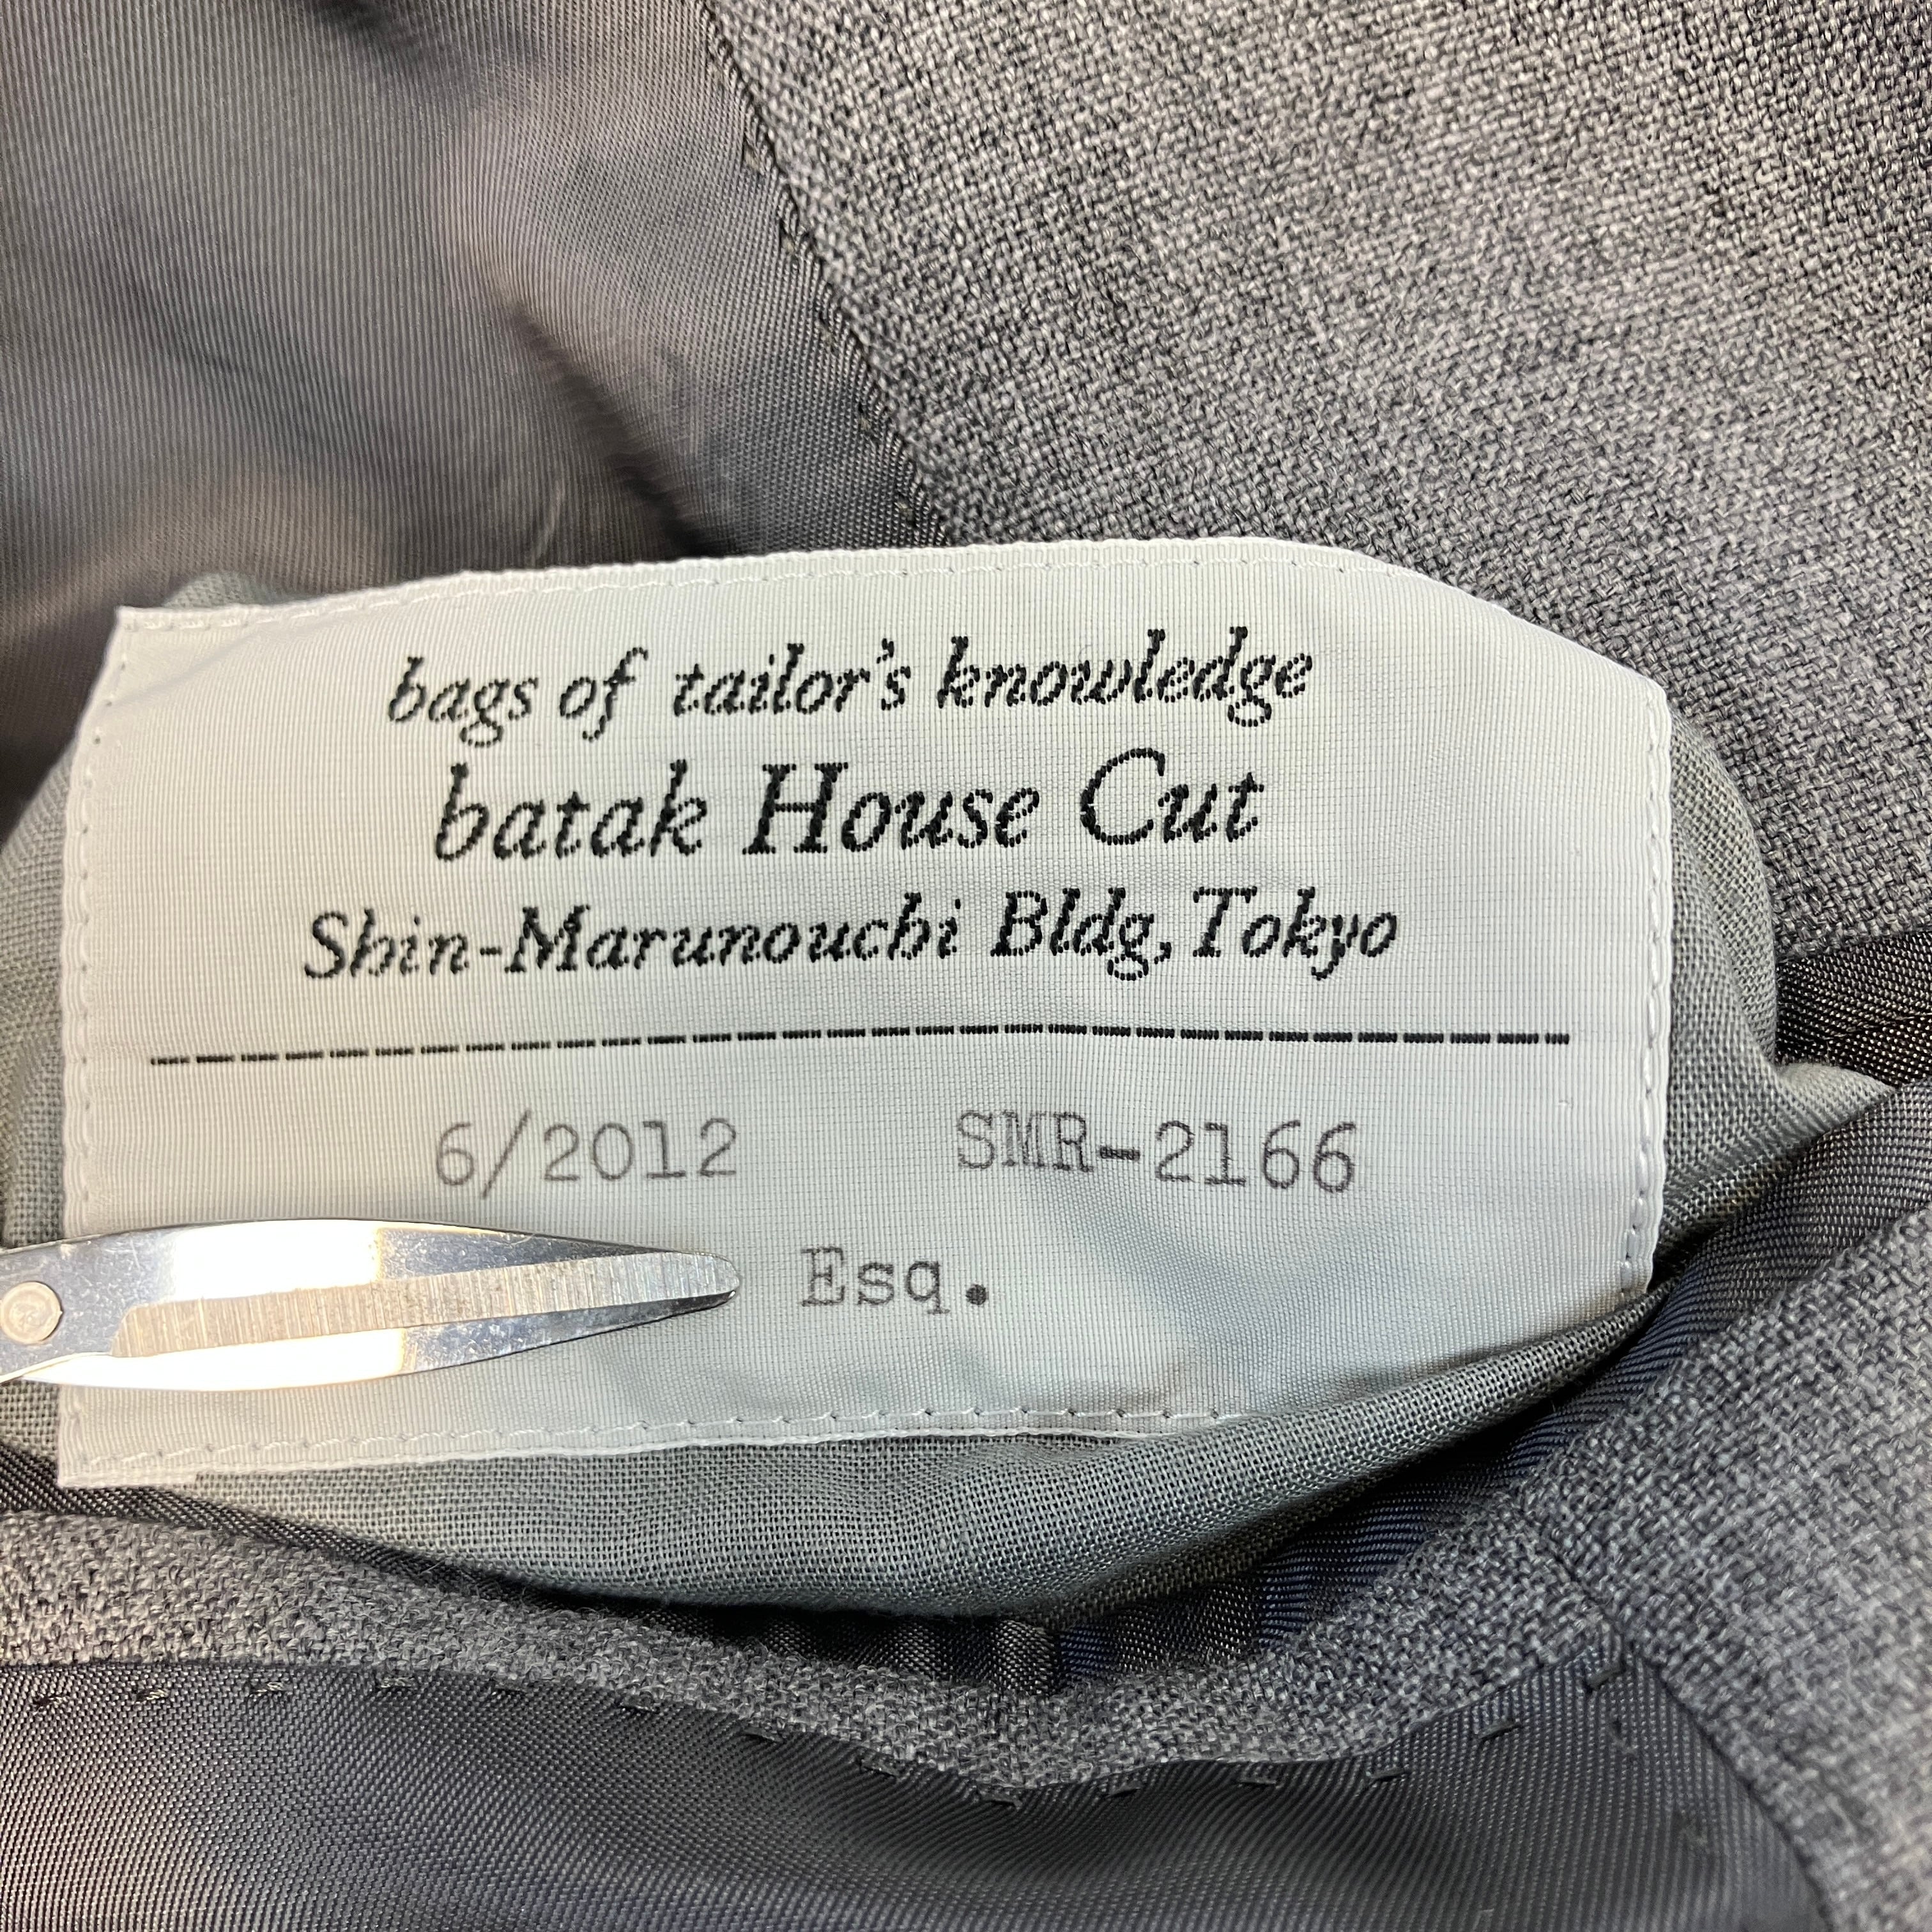 bags of tailor's knowledge
batak House Cut
Shin-Marunouchi Bldg, Tokyo
6/2012 SMR-2166
Esq.